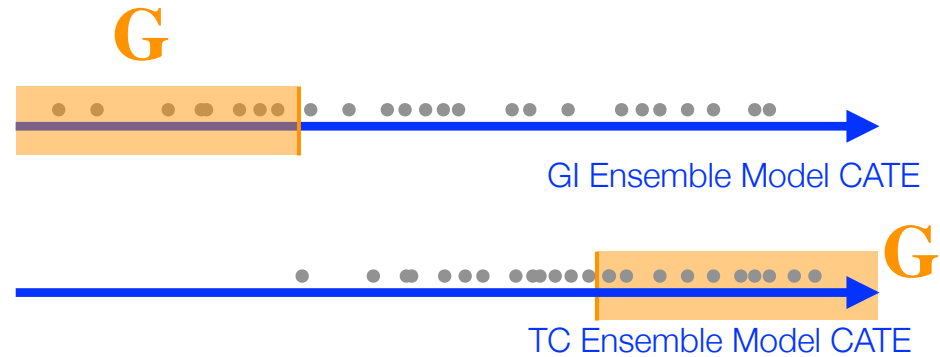 G
GI Ensemble Model CATE
G
TC Ensemble Model CATE